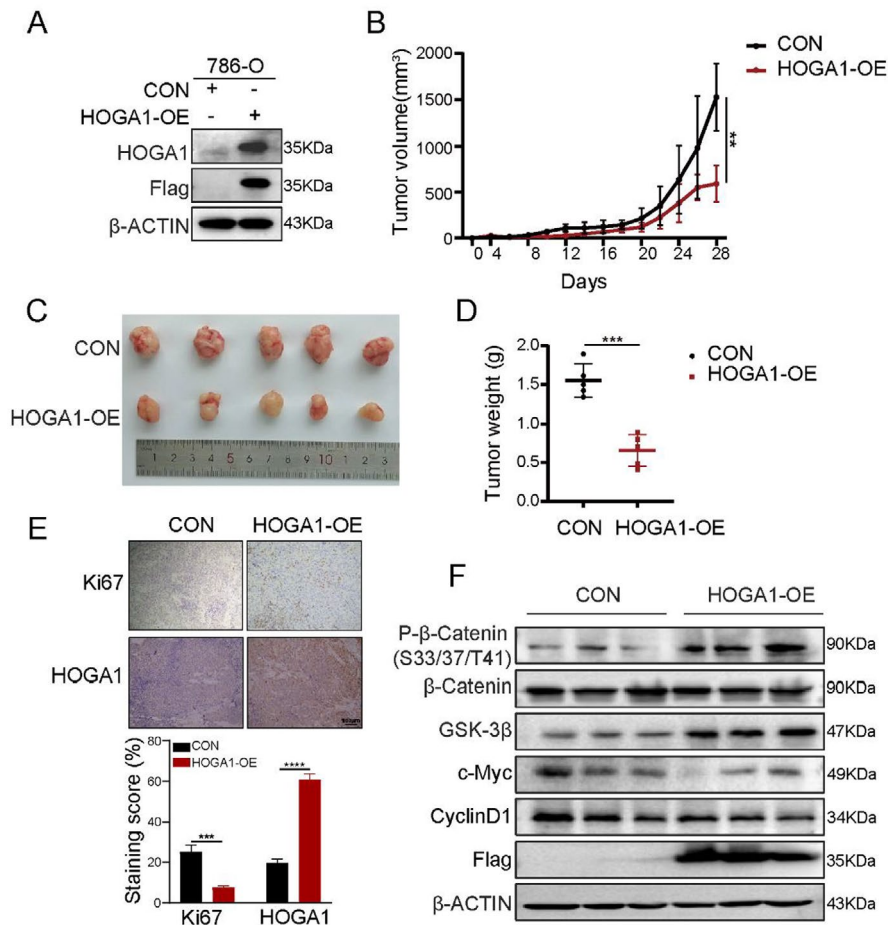 A
786-O
CON + -
HOGA1-OE - +
HOGA1 35KDa
Flag 35KDa
β-ACTIN 43KDa
B
Tumor volume(mm³)
2000
1500
1000
500
0
0 4 8 12 16 20 24 28
Days
CON
HOGA1-OE
**
C
CON
HOGA1-OE
1 2 3 4 5 6 7 8 9 10 1 2 3
D
Tumor weight (g)
2.0
1.5
1.0
0.5
0.0
***
CON HOGA1-OE
CON
HOGA1-OE
E
CON HOGA1-OE
Ki67
HOGA1
Staining score (%)
80
60
40
20
0
CON
HOGA1-OE
*** ****
Ki67 HOGA1
F
CON HOGA1-OE
P-β-Catenin
(S33/37/T41) 90KDa
β-Catenin 90KDa
GSK-3β 47KDa
c-Myc 49KDa
CyclinD1 34KDa
Flag 35KDa
β-ACTIN 43KDa